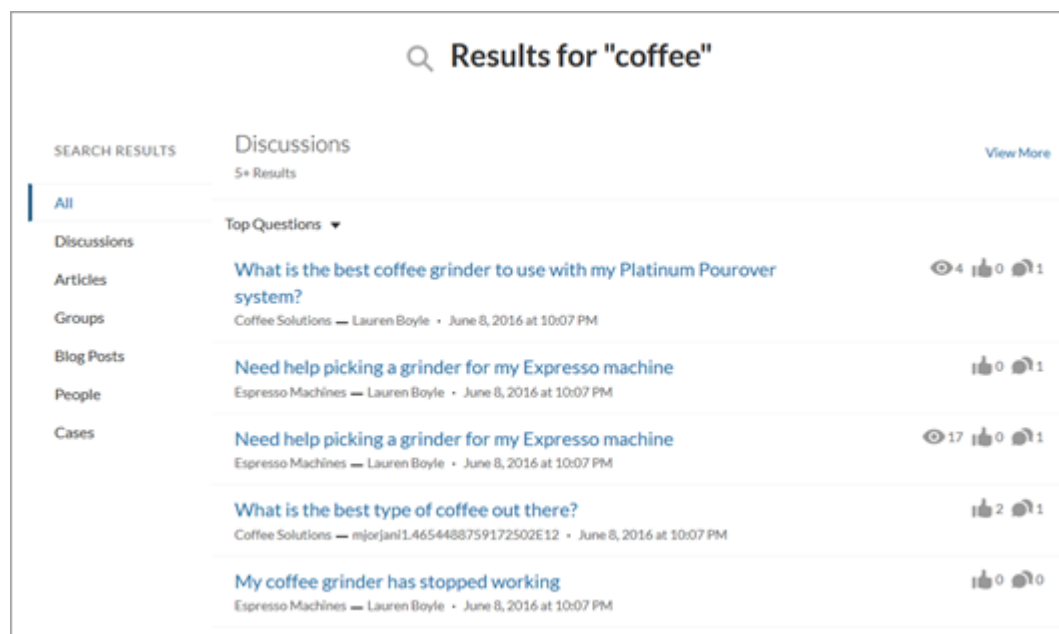 Results for "coffee"
SEARCH RESULTS
All
Discussions
Articles
Groups
Blog Posts
People
Cases
Discussions
5+ Results
View More
Top Questions
What is the best coffee grinder to use with my Platinum Pourover
system?
4 0 1
Coffee Solutions — Lauren Boyle • June 8, 2016 at 10:07 PM
Need help picking a grinder for my Expresso machine
0 1
Espresso Machines — Lauren Boyle • June 8, 2016 at 10:07 PM
Need help picking a grinder for my Expresso machine
17 0 1
Espresso Machines — Lauren Boyle • June 8, 2016 at 10:07 PM
What is the best type of coffee out there?
2 1
Coffee Solutions — mjorjani1.4654488759172502E12 • June 8, 2016 at 10:07 PM
My coffee grinder has stopped working
0 0
Espresso Machines — Lauren Boyle • June 8, 2016 at 10:07 PM